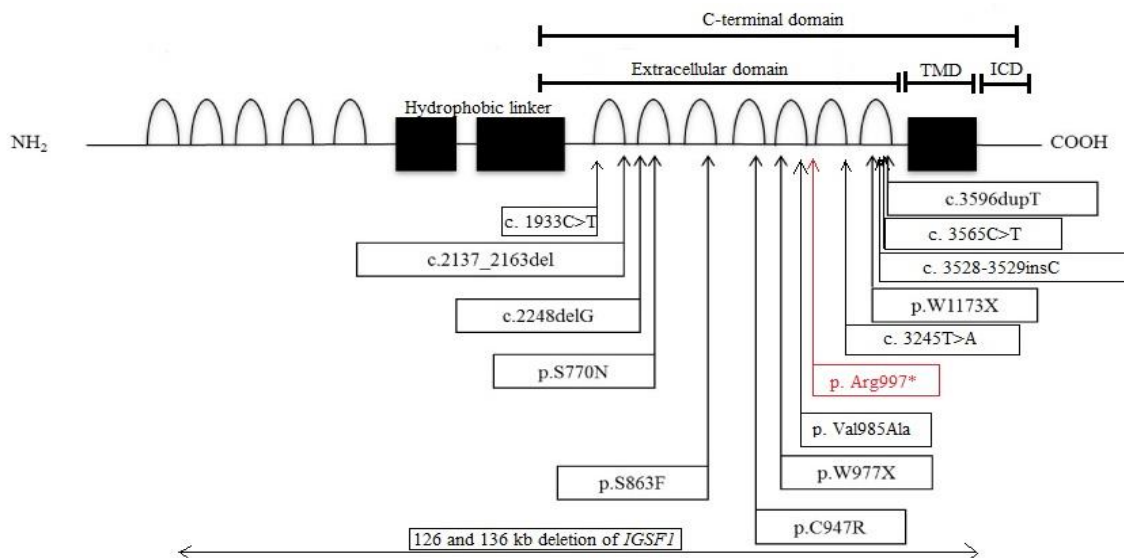 C-terminal domain
Extracellular domain
TMD
ICD
Hydrophobic linker
NH₂
COOH
c.3596dupT
c. 1933C>T
c. 3565C>T
c.2137_2163del
c. 3528-3529insC
p.W1173X
c.2248delG
c. 3245T>A
p.S770N
p. Arg997*
p. Val985Ala
p.S863F
p.W977X
p.C947R
126 and 136 kb deletion of IGSF1